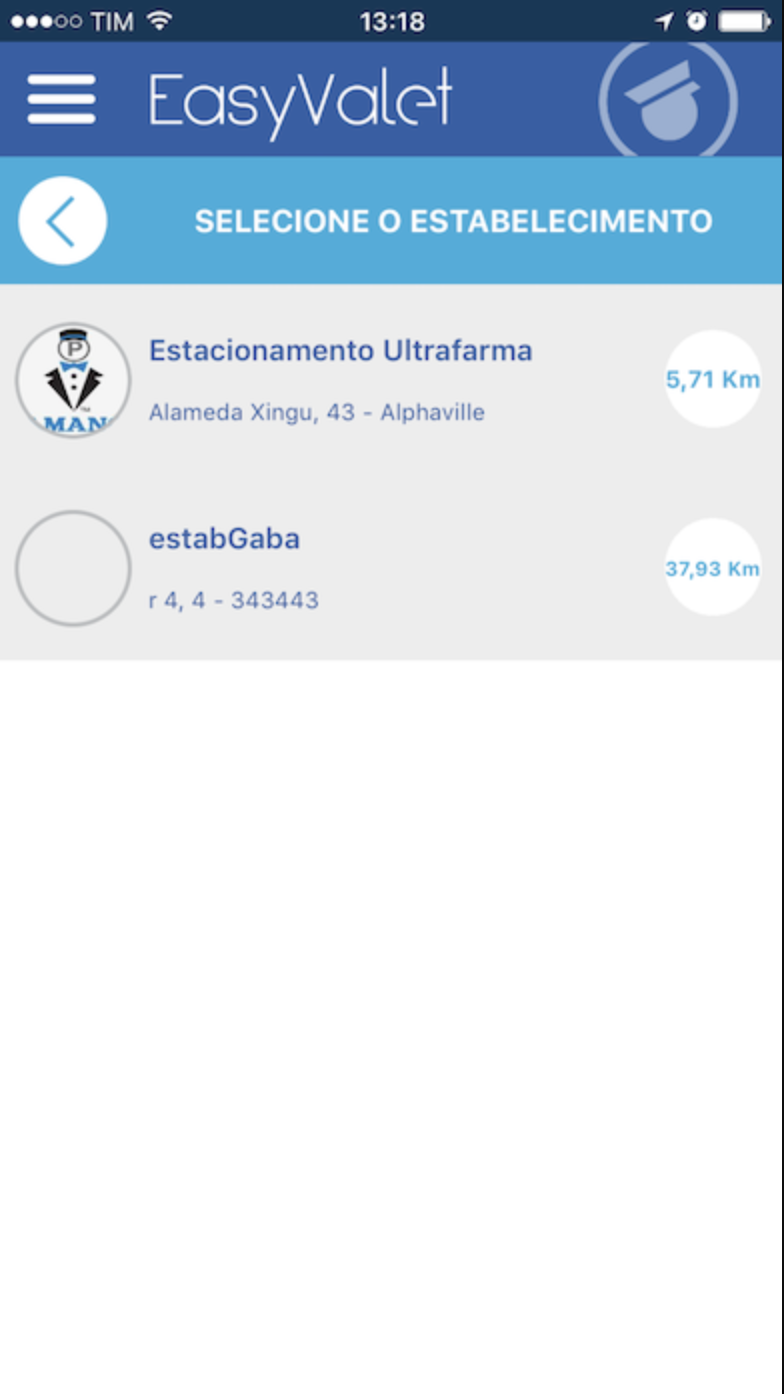 TIM 13:18
EasyValet
SELECIONE O ESTABELECIMENTO
P
MAN
Estacionamento Ultrafarma
Alameda Xingu, 43 - Alphaville
5,71 Km
estabGaba
r 4, 4 - 343443
37,93 Km